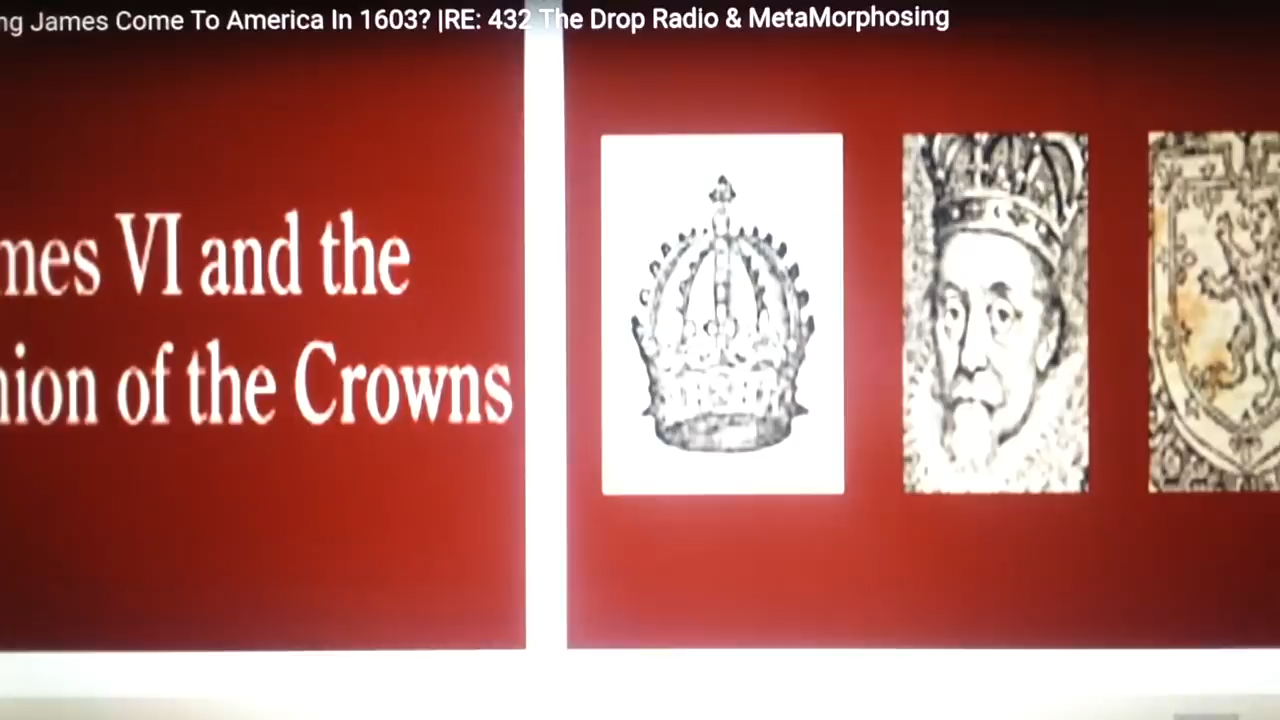 ng James Come To America In 1603? |RE: 432 The Drop Radio & MetaMorphosing
mes VI and the
nion of the Crowns